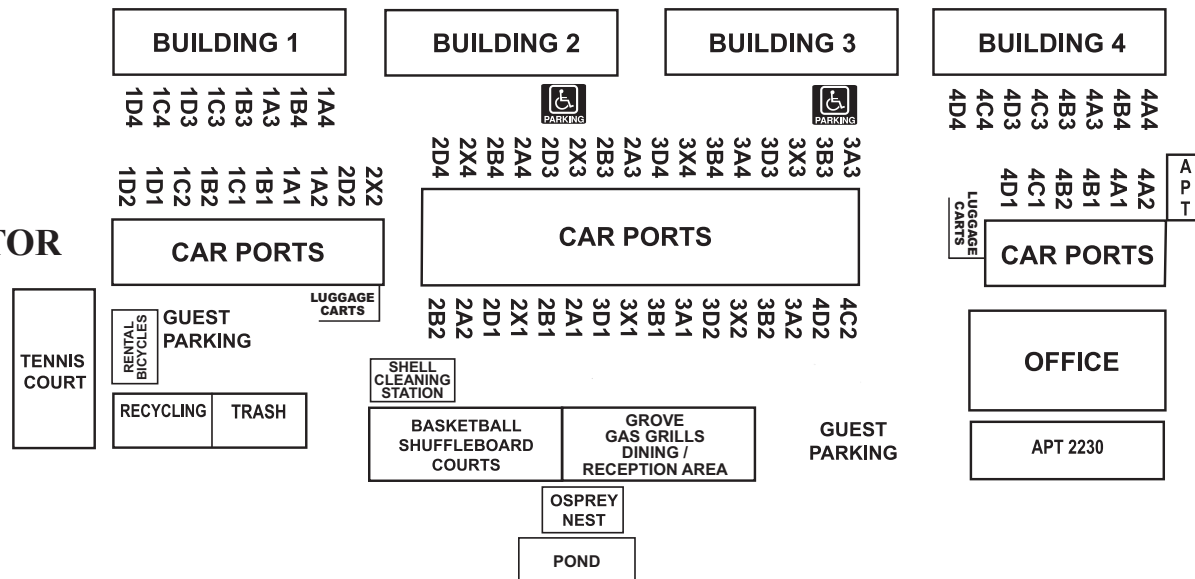 BUILDING 1
BUILDING 2
BUILDING 3
BUILDING 4
1D4 1C4 1D3 1C3 1B3 1A3 1B4 1A4
PARKING
PARKING
4D4 4C4 4D3 4C3 4B3 4A3 4B4 4A4
2D4 2X4 2B4 2A4 2D3 2X3 2B3 2A3 3D4 3X4 3B4 3A4 3D3 3X3 3B3 3A3
1D2 1D1 1C2 1B2 1C1 1B1 1A1 1A2 2D2 2X2
4D1 4C1 4B2 4B1 4A1 4A2
A
P
T
LUGGAGE
CARTS
TOR
CAR PORTS
CAR PORTS
CAR PORTS
LUGGAGE
CARTS
2B2 2A2 2D1 2X1 2B1 2A1 3D1 3X1 3B1 3A1 3D2 3X2 3B2 3A2 4D2 4C2
TENNIS
COURT
RENTAL
BICYCLES
GUEST
PARKING
RECYCLING
TRASH
SHELL
CLEANING
STATION
BASKETBALL
SHUFFLEBOARD
COURTS
GROVE
GAS GRILLS
DINING /
RECEPTION AREA
GUEST
PARKING
OFFICE
APT 2230
OSPREY
NEST
POND